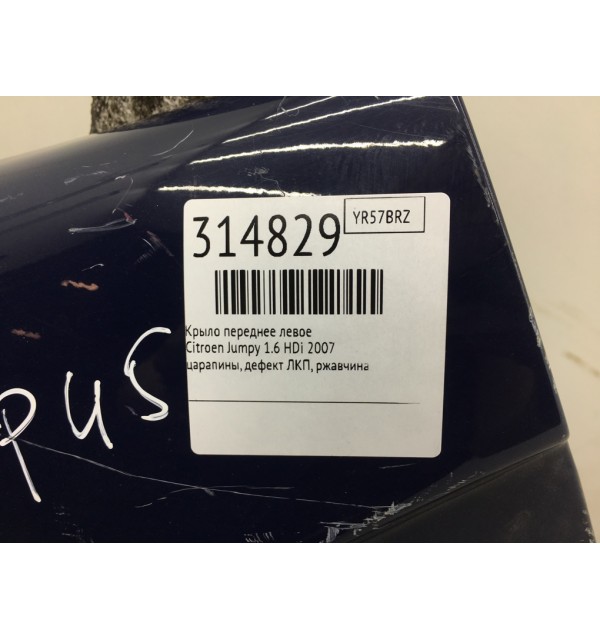 314829
YR57BRZ
Крыло переднее левое
Citroen Jumpy 1.6 HDi 2007
царапины, дефект ЛКП, ржавчина